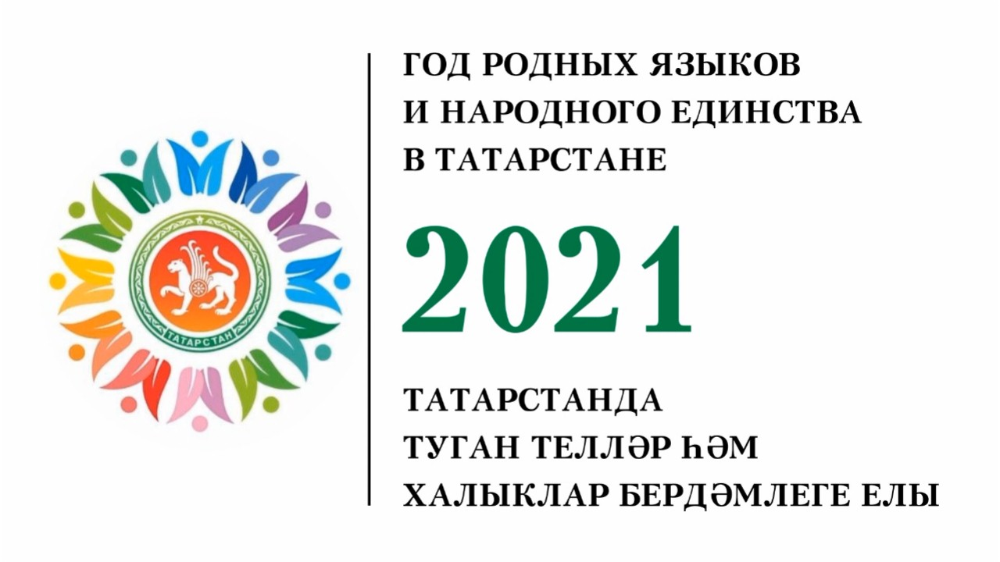 ТАТАРСТАН
ГОД РОДНЫХ ЯЗЫКОВ
И НАРОДНОГО ЕДИНСТВА
В ТАТАРСТАНЕ
2021
ТАТАРСТАНДА
ТУГАН ТЕЛЛӘР ҺӘМ
ХАЛЫКЛАР БЕРДӘМЛЕГЕ ЕЛЫ